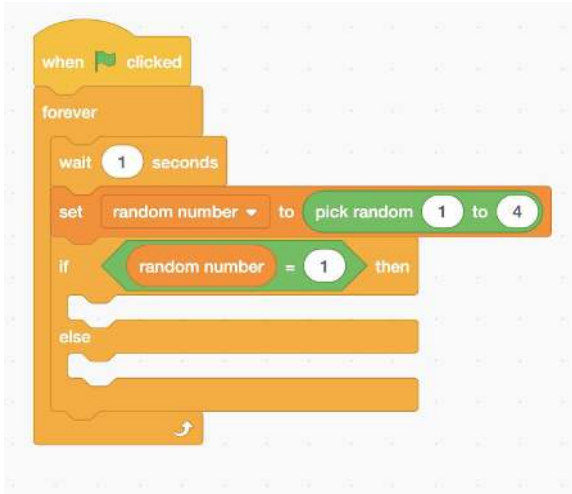 when clicked
forever
wait 1 seconds
set random number to pick random 1 to 4
if random number = 1 then
else